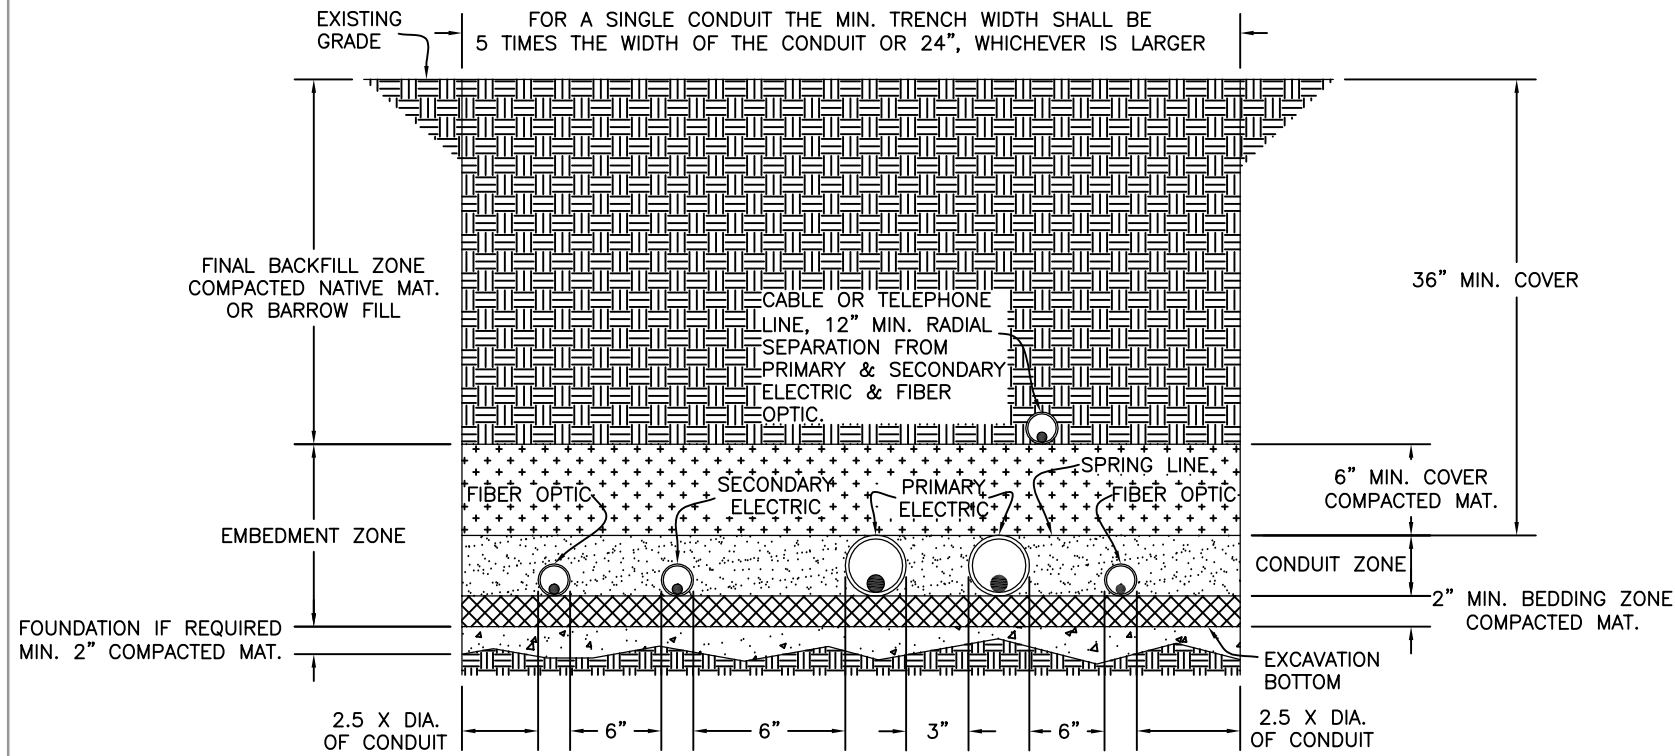 EXISTING
GRADE
FOR A SINGLE CONDUIT THE MIN. TRENCH WIDTH SHALL BE
5 TIMES THE WIDTH OF THE CONDUIT OR 24", WHICHEVER IS LARGER
FINAL BACKFILL ZONE
COMPACTED NATIVE MAT.
OR BARROW FILL
36" MIN. COVER
CABLE OR TELEPHONE
LINE, 12" MIN. RADIAL
SEPARATION FROM
PRIMARY & SECONDARY
ELECTRIC & FIBER
OPTIC.
EMBEDMENT ZONE
FIBER OPTIC
SECONDARY
ELECTRIC
PRIMARY
ELECTRIC
SPRING LINE
FIBER OPTIC
6" MIN. COVER
COMPACTED MAT.
CONDUIT ZONE
2" MIN. BEDDING ZONE
COMPACTED MAT.
FOUNDATION IF REQUIRED
MIN. 2" COMPACTED MAT.
EXCAVATION
BOTTOM
2.5 X DIA.
OF CONDUIT
6"
6"
3"
6"
2.5 X DIA.
OF CONDUIT